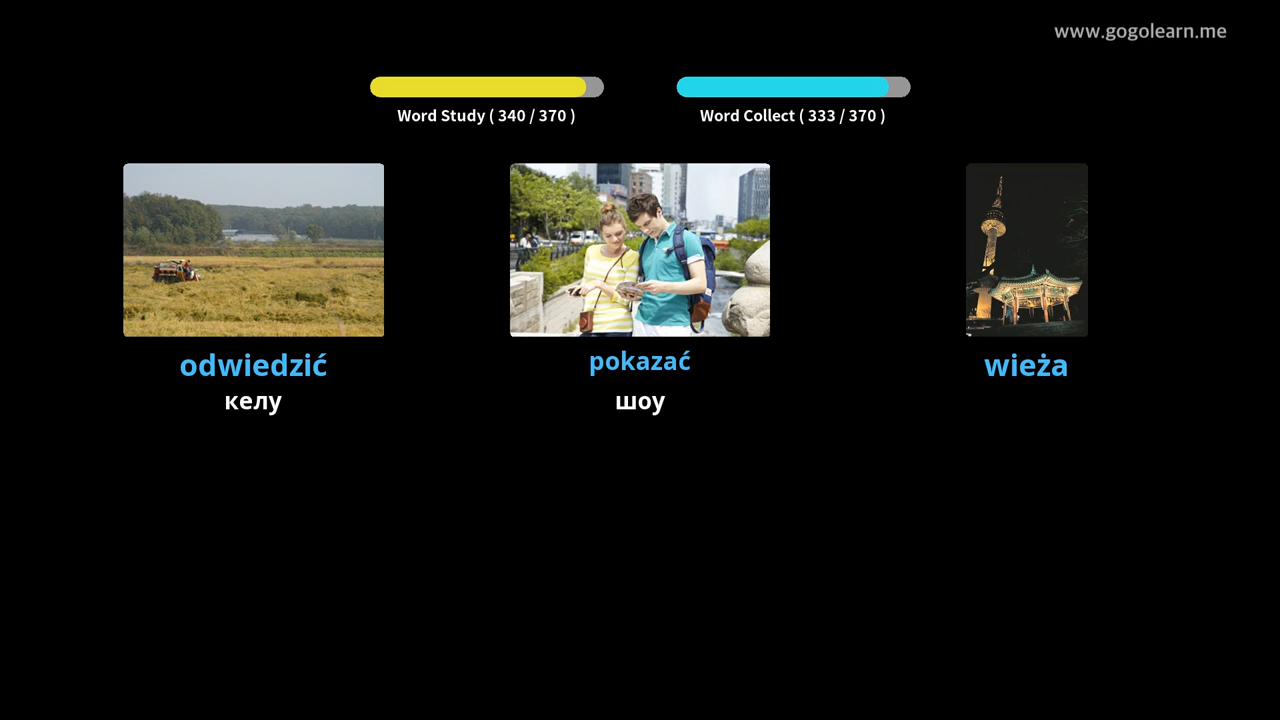 www.gogolearn.me
Word Study ( 340 / 370 )
Word Collect ( 333 / 370 )
odwiedzić
pokazać
wieża
келу
шоу